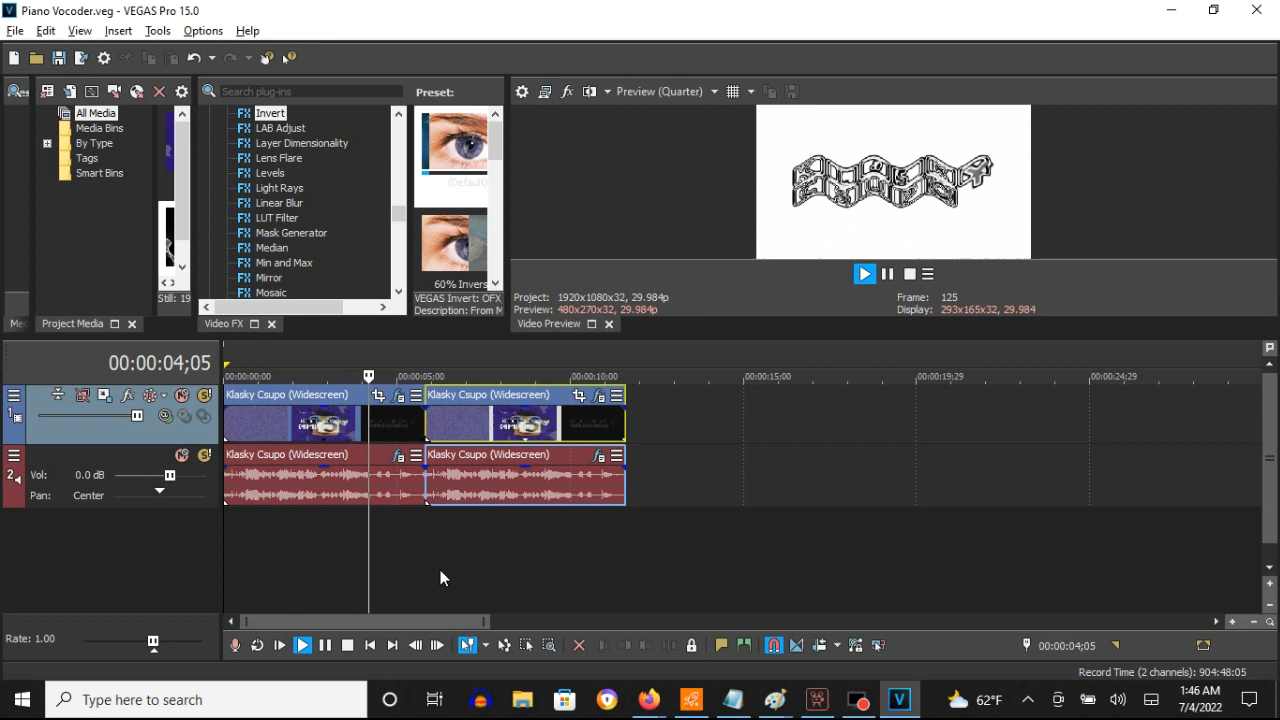 Piano Vocoder.veg - VEGAS Pro 15.0
File Edit View Insert Tools Options Help
Search plug-ins
Preset:
Preview (Quarter)
All Media
Media Bins
By Type
Tags
Smart Bins
Still: 19
Invert
LAB Adjust
Layer Dimensionality
Lens Flare
Levels
Light Rays
Linear Blur
LUT Filter
Mask Generator
Median
Min and Max
Mirror
Mosaic
(Default)
60% Invers
VEGAS Invert: OFX
Description: From M
Project: 1920x1080x32, 29.984p
Preview: 480x270x32, 29.984p
Frame: 125
Display: 293x165x32, 29.984
Project Media
Video FX
Video Preview
00:00:04;05
00:00:00;00
00:00:05;00
00:00:10;00
00:00:15;00
00:00:19;29
00:00:24;29
1
Klasky Csupo (Widescreen)
Klasky Csupo (Widescreen)
2
Klasky Csupo (Widescreen)
Klasky Csupo (Widescreen)
Vol: 0.0 dB
Pan: Center
Rate: 1.00
00:00:04;05
Record Time (2 channels): 904:48:05
Type here to search
62°F
1:46 AM
7/4/2022